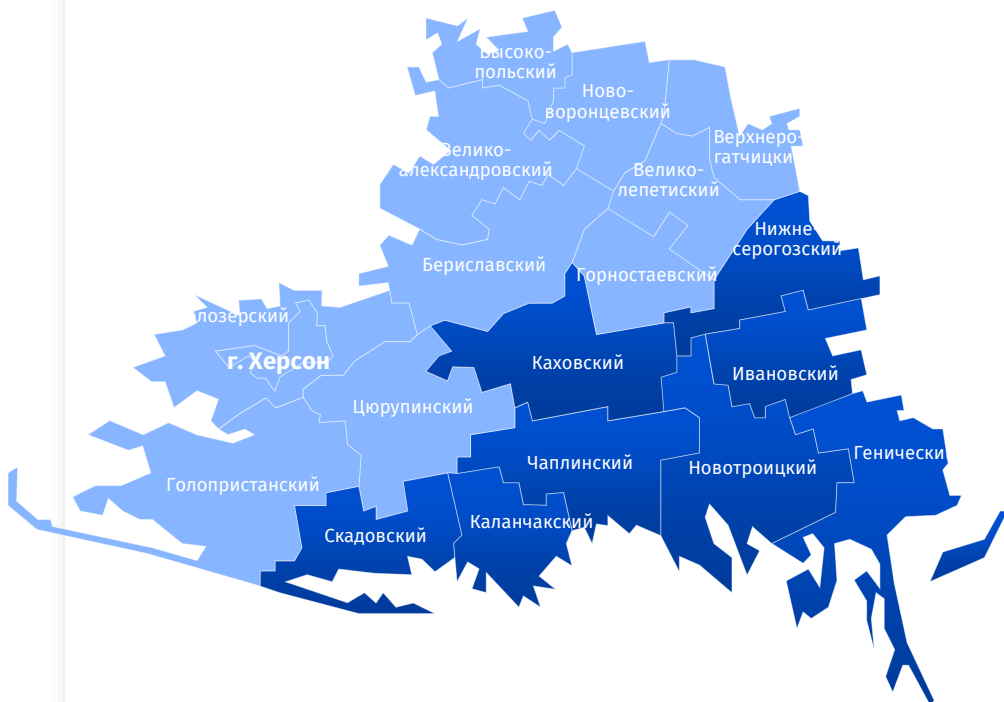 Высоко-
польский
Ново-
воронцевский
Верхнеро-
гатчицки
Велико-
александровский
Велико-
лепетиский
Нижне-
серогозский
Бериславский
Горностаевский
лозерский
г. Херсон
Каховский
Ивановский
Цюрупинский
Чаплинский
Новотроицкий
Генически
Голопристанский
Скадовский
Каланчакский